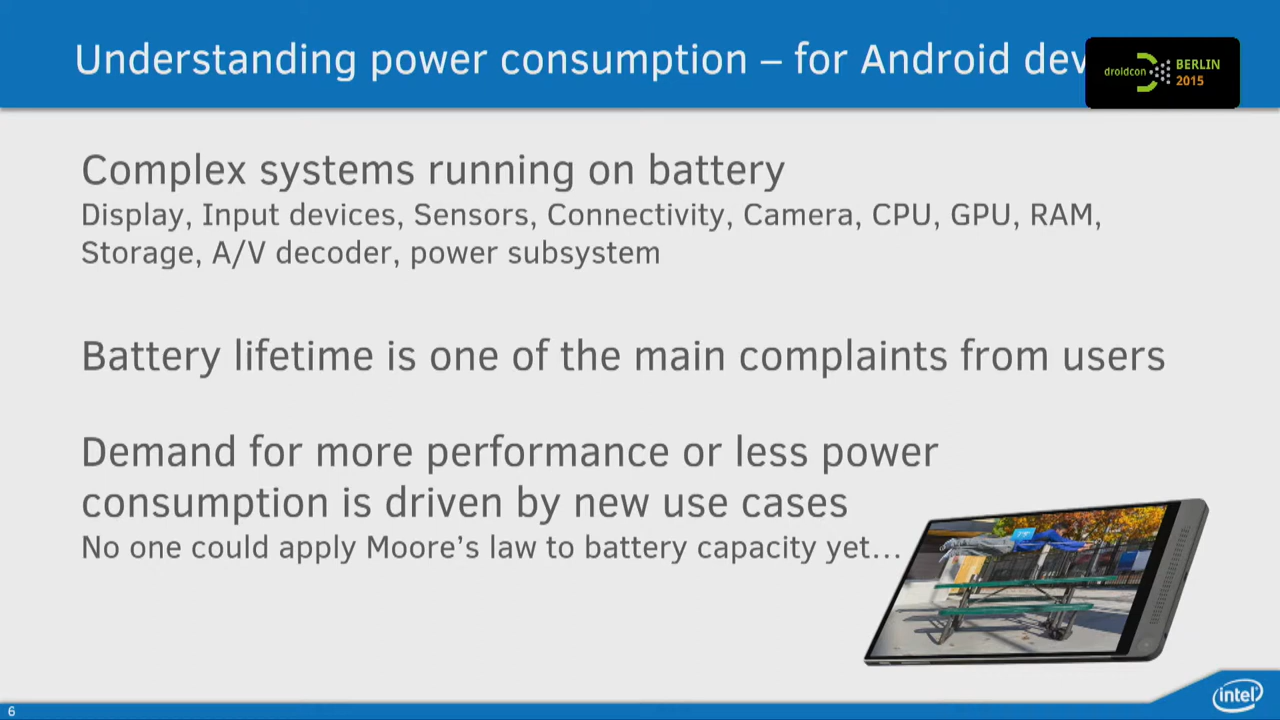 Understanding power consumption – for Android dev
droidcon
BERLIN
2015
Complex systems running on battery
Display, Input devices, Sensors, Connectivity, Camera, CPU, GPU, RAM,
Storage, A/V decoder, power subsystem
Battery lifetime is one of the main complaints from users
Demand for more performance or less power
consumption is driven by new use cases
No one could apply Moore’s law to battery capacity yet...
6
intel